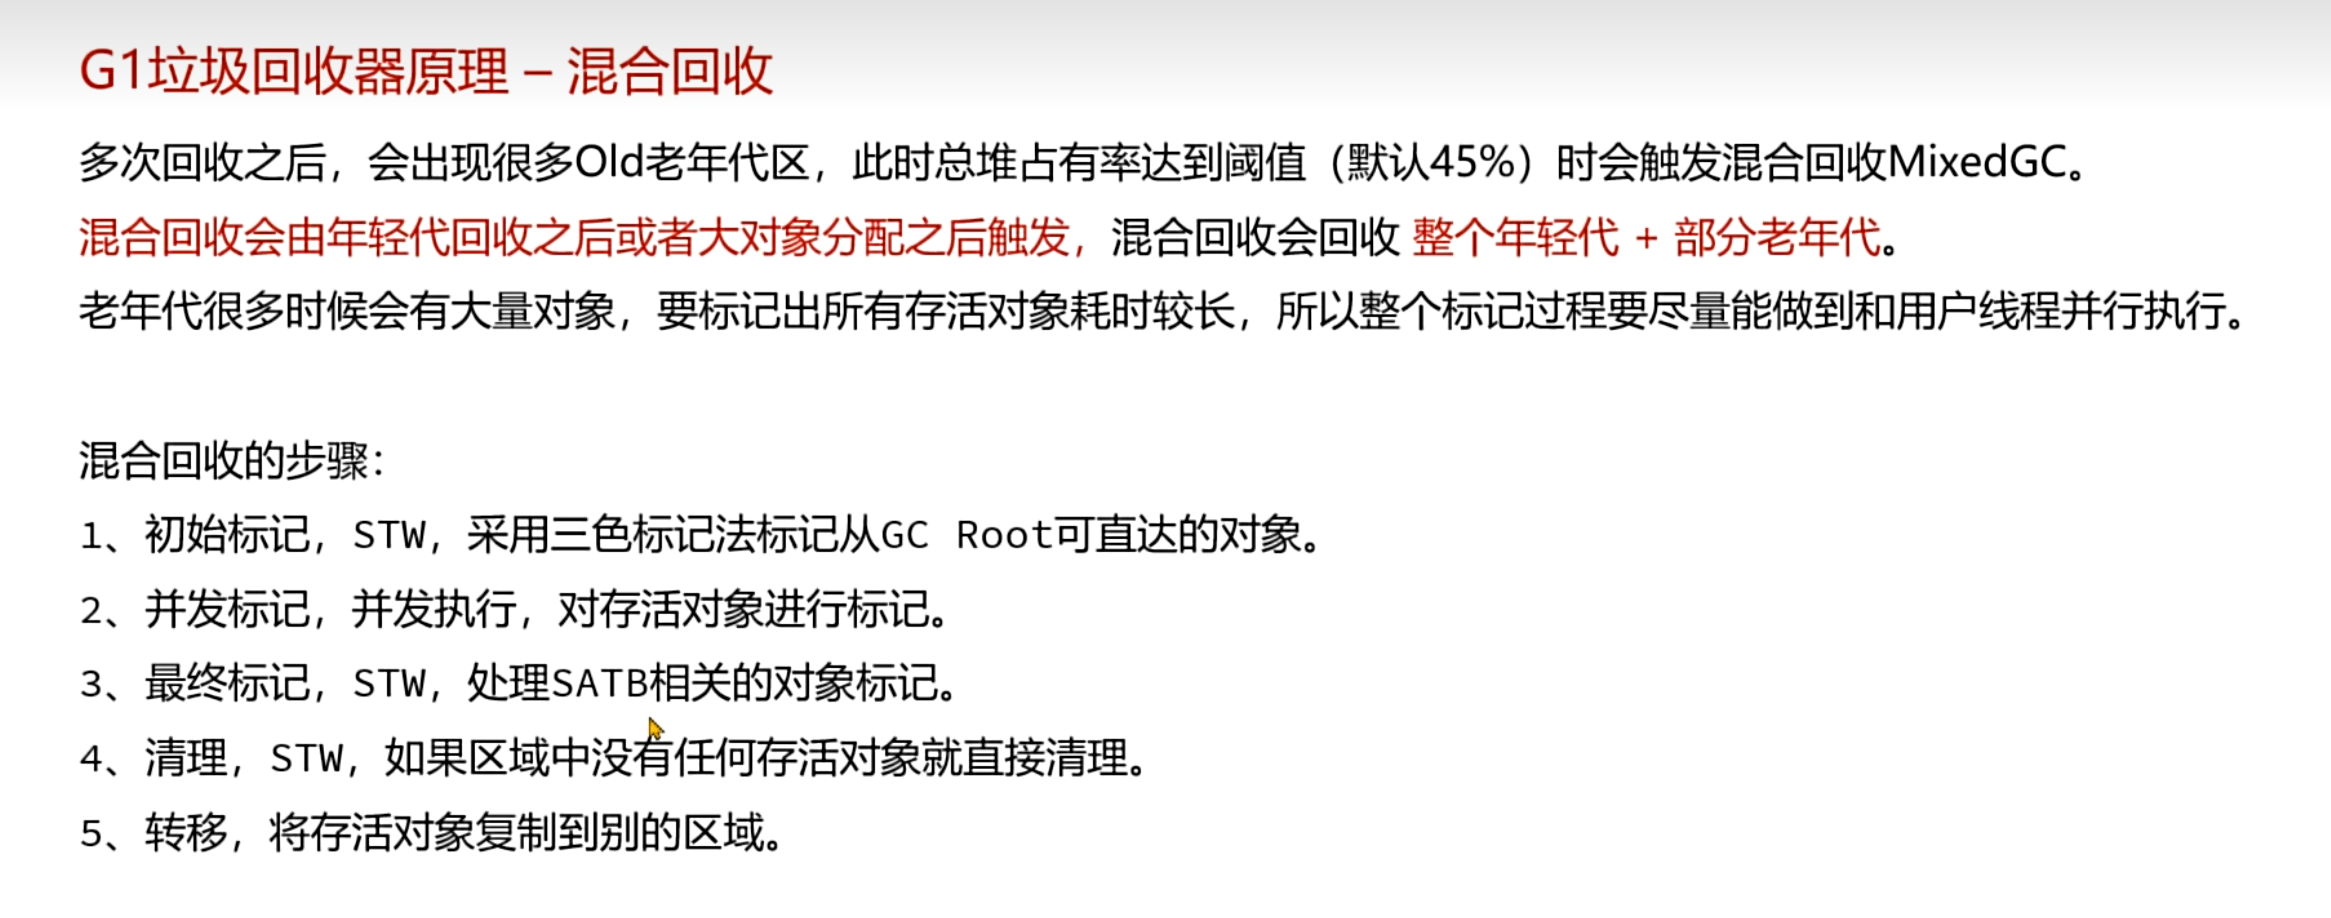 G1垃圾回收器原理 – 混合回收
多次回收之后，会出现很多Old老年代区，此时总堆占有率达到阈值（默认45%）时会触发混合回收MixedGC。
混合回收会由年轻代回收之后或者大对象分配之后触发，混合回收会回收 整个年轻代 + 部分老年代。
老年代很多时候会有大量对象，要标记出所有存活对象耗时较长，所以整个标记过程要尽量能做到和用户线程并行执行。
混合回收的步骤：
1、初始标记，STW，采用三色标记法标记从GC Root可直达的对象。
2、并发标记，并发执行，对存活对象进行标记。
3、最终标记，STW，处理SATB相关的对象标记。
4、清理，STW，如果区域中没有任何存活对象就直接清理。
5、转移，将存活对象复制到别的区域。